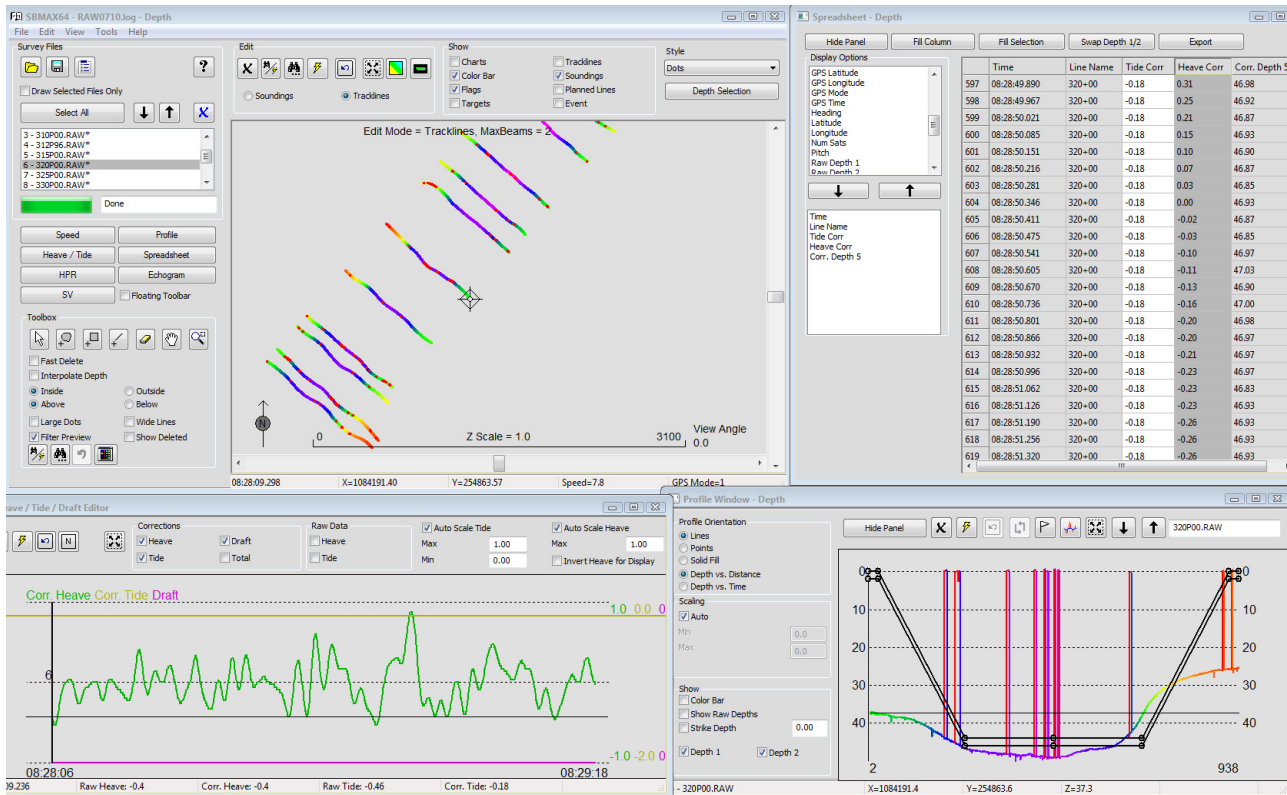 SBMAX64 - RAW0710.log - Depth
File Edit View Tools Help
Survey Files
?
Draw Selected Files Only
Select All
X
3 - 310P00.RAW*
4 - 312P96.RAW*
5 - 315P00.RAW*
6 - 320P00.RAW*
7 - 325P00.RAW*
8 - 330P00.RAW*
Done
Speed Profile
Heave / Tide Spreadsheet
HPR Echogram
SV Floating Toolbar
Toolbox
Fast Delete
Interpolate Depth
Inside Outside
Above Below
Large Dots Wide Lines
Filter Preview Show Deleted
Edit
X
Soundings Tracklines
Show
Charts Tracklines
Color Bar Soundings
Flags Planned Lines
Targets Event
Style
Dots
Depth Selection
Edit Mode = Tracklines, MaxBeams = 2
N
0 Z Scale = 1.0 3100
View Angle
0.0
08:28:09.298 X=1084191.40 Y=254863.57 Speed=7.8 GPS Mode=1
Spreadsheet - Depth
Hide Panel Fill Column Fill Selection Swap Depth 1/2 Export
Display Options
GPS Latitude
GPS Longitude
GPS Mode
GPS Time
Heading
Latitude
Longitude
Num Sats
Pitch
Raw Depth 1
Raw Depth 2
Time
Line Name
Tide Corr
Heave Corr
Corr. Depth 5
Time Line Name Tide Corr Heave Corr Corr. Depth 5
597 08:28:49.890 320+00 -0.18 0.31 46.98
598 08:28:49.967 320+00 -0.18 0.25 46.92
599 08:28:50.021 320+00 -0.18 0.21 46.87
600 08:28:50.085 320+00 -0.18 0.15 46.93
601 08:28:50.151 320+00 -0.18 0.10 46.90
602 08:28:50.216 320+00 -0.18 0.07 46.87
603 08:28:50.281 320+00 -0.18 0.03 46.85
604 08:28:50.346 320+00 -0.18 0.00 46.93
605 08:28:50.411 320+00 -0.18 -0.02 46.87
606 08:28:50.475 320+00 -0.18 -0.03 46.85
607 08:28:50.541 320+00 -0.18 -0.10 46.97
608 08:28:50.605 320+00 -0.18 -0.11 47.03
609 08:28:50.670 320+00 -0.18 -0.13 46.90
610 08:28:50.736 320+00 -0.18 -0.16 47.00
611 08:28:50.801 320+00 -0.18 -0.20 46.98
612 08:28:50.866 320+00 -0.18 -0.20 46.97
613 08:28:50.932 320+00 -0.18 -0.21 46.97
614 08:28:50.996 320+00 -0.18 -0.23 46.97
615 08:28:51.062 320+00 -0.18 -0.23 46.83
616 08:28:51.126 320+00 -0.18 -0.23 46.93
617 08:28:51.190 320+00 -0.18 -0.26 46.93
618 08:28:51.256 320+00 -0.18 -0.26 46.93
619 08:28:51.320 320+00 -0.18 -0.26 46.93
eave / Tide / Draft Editor
N
Corrections
Heave Draft
Tide Total
Raw Data
Heave
Tide
Auto Scale Tide
Max 1.00
Min 0.00
Auto Scale Heave
Max 1.00
Invert Heave for Display
Corr. Heave Corr. Tide Draft
1.0 0.0 0
6
-1.0 -2.0 0
08:28:06 08:29:18
09.236 Raw Heave: -0.4 Corr. Heave: -0.4 Raw Tide: -0.46 Corr. Tide: -0.18
Profile Window - Depth
Profile Orientation
Lines
Points
Solid Fill
Depth vs. Distance
Depth vs. Time
Scaling
Auto
Min 0.0
Max 0.0
Show
Color Bar
Show Raw Depths
Strike Depth 0.00
Depth 1 Depth 2
Hide Panel X 320P00.RAW
0 0
10 10
20 20
30 30
40 40
2 938
- 320P00.RAW X=1084191.4 Y=254863.6 Z=37.3